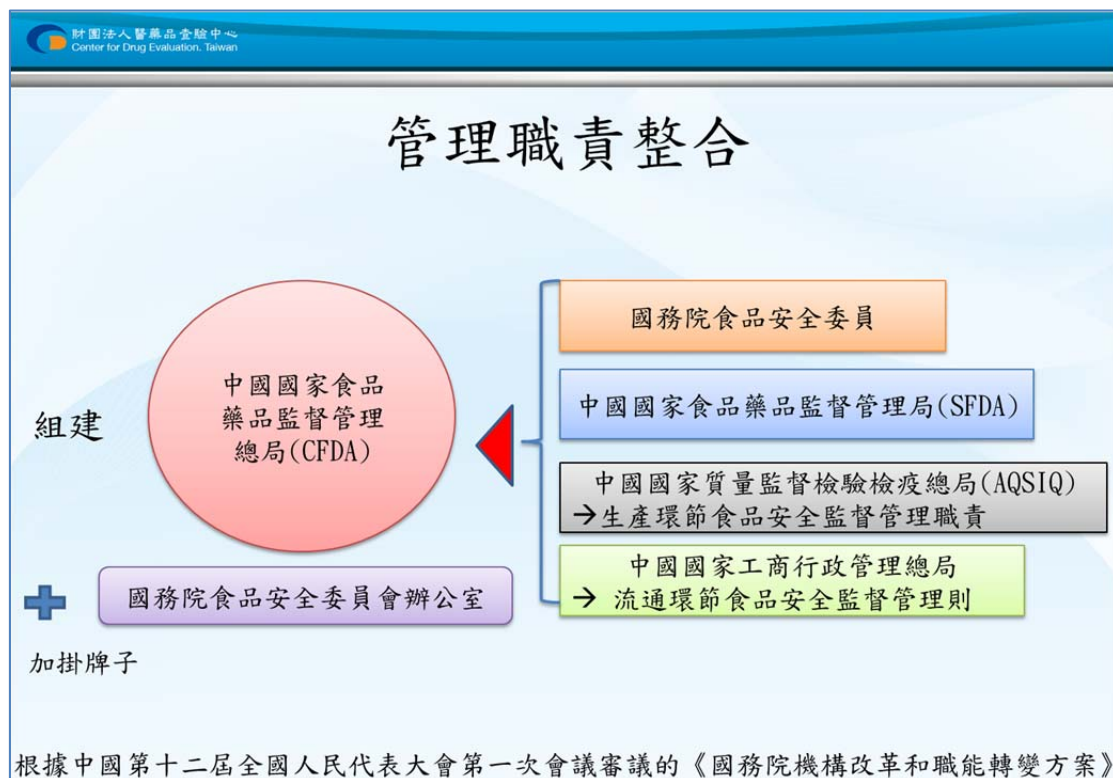 財團法人醫藥品查驗中心
Center for Drug Evaluation. Taiwan
管理職責整合
組建
中國國家食品
藥品監督管理
總局(CFDA)
國務院食品安全委員
中國國家食品藥品監督管理局(SFDA)
中國國家質量監督檢驗檢疫總局(AQSIQ)
→生產環節食品安全監督管理職責
中國國家工商行政管理總局
→ 流通環節食品安全監督管理則
國務院食品安全委員會辦公室
加掛牌子
根據中國第十二屆全國人民代表大會第一次會議審議的《國務院機構改革和職能轉變方案》